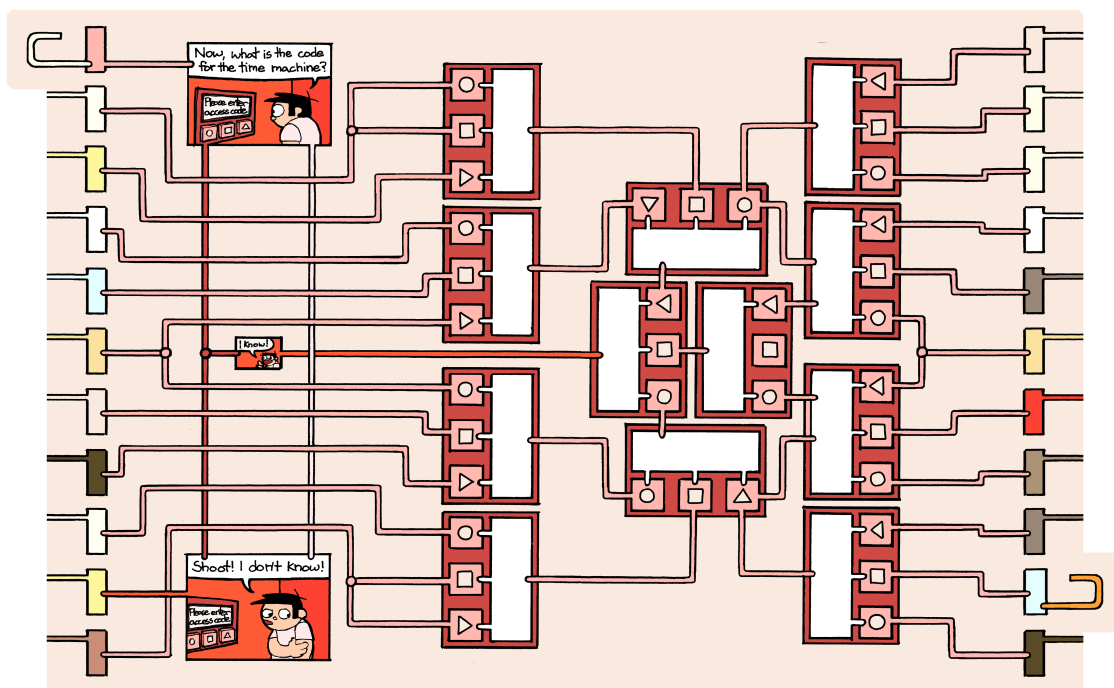 Now, what is the code
for the time machine?
Please enter
access code
I know!
Shoot! I don't know!
Please enter
access code